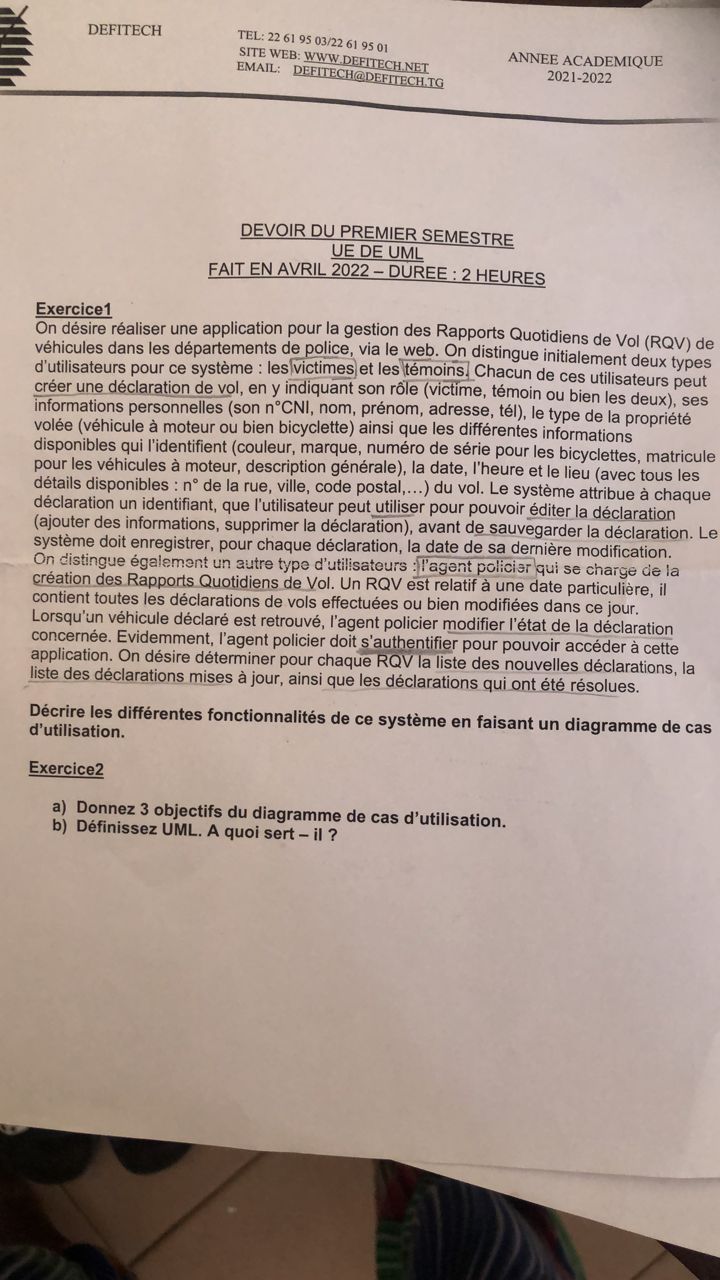 DEFITECH
TEL: 22 61 95 03/22 61 95 01
SITE WEB: WWW.DEFITECH.NET
EMAIL: DEFITECH@DEFITECH.TG
ANNEE ACADEMIQUE
2021-2022
DEVOIR DU PREMIER SEMESTRE
UE DE UML
FAIT EN AVRIL 2022 – DUREE : 2 HEURES
Exercice1
On désire réaliser une application pour la gestion des Rapports Quotidiens de Vol (RQV) de
véhicules dans les départements de police, via le web. On distingue initialement deux types
d'utilisateurs pour ce système : les victimes et les témoins. Chacun de ces utilisateurs peut
créer une déclaration de vol, en y indiquant son rôle (victime, témoin ou bien les deux), ses
informations personnelles (son n°CNI, nom, prénom, adresse, tél), le type de la propriété
volée (véhicule à moteur ou bien bicyclette) ainsi que les différentes informations
disponibles qui l'identifient (couleur, marque, numéro de série pour les bicyclettes, matricule
pour les véhicules à moteur, description générale), la date, l'heure et le lieu (avec tous les
détails disponibles : n° de la rue, ville, code postal,...) du vol. Le système attribue à chaque
déclaration un identifiant, que l'utilisateur peut utiliser pour pouvoir éditer la déclaration
(ajouter des informations, supprimer la déclaration), avant de sauvegarder la déclaration. Le
système doit enregistrer, pour chaque déclaration, la date de sa dernière modification.
On distingue également un autre type d'utilisateurs : l'agent policier qui se charge de la
création des Rapports Quotidiens de Vol. Un RQV est relatif à une date particulière, il
contient toutes les déclarations de vols effectuées ou bien modifiées dans ce jour.
Lorsqu'un véhicule déclaré est retrouvé, l'agent policier modifier l'état de la déclaration
concernée. Evidemment, l'agent policier doit s'authentifier pour pouvoir accéder à cette
application. On désire déterminer pour chaque RQV la liste des nouvelles déclarations, la
liste des déclarations mises à jour, ainsi que les déclarations qui ont été résolues.
Décrire les différentes fonctionnalités de ce système en faisant un diagramme de cas
d'utilisation.
Exercice2
a) Donnez 3 objectifs du diagramme de cas d'utilisation.
b) Définissez UML. A quoi sert – il ?